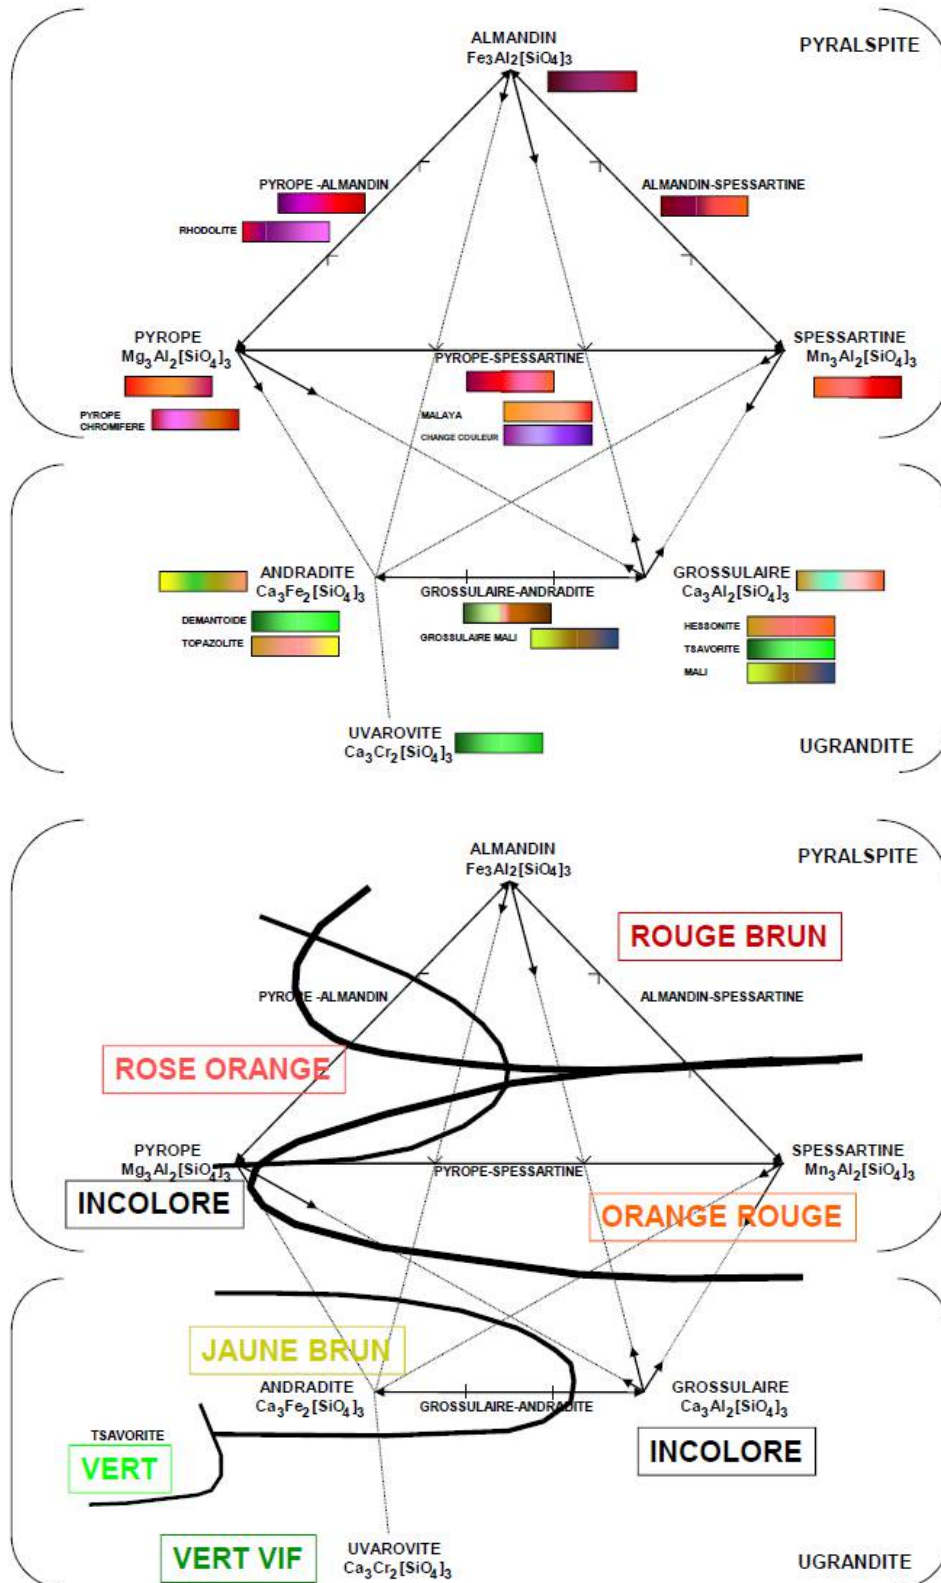 ALMANDIN
Fe3Al2[SiO4]3
PYRALSPITE
PYROPE -ALMANDIN
ALMANDIN-SPESSARTINE
RHODOLITE
PYROPE
Mg3Al2[SiO4]3
SPESSARTINE
Mn3Al2[SiO4]3
PYROPE-SPESSARTINE
PYROPE
CHROMIFERE
MALAYA
CHANGE COULEUR
ANDRADITE
Ca3Fe2[SiO4]3
GROSSULAIRE
Ca3Al2[SiO4]3
GROSSULAIRE-ANDRADITE
DEMANTOIDE
TOPAZOLITE
GROSSULAIRE MALI
HESSONITE
TSAVORITE
MALI
UVAROVITE
Ca3Cr2[SiO4]3
UGRANDITE
ALMANDIN
Fe3Al2[SiO4]3
PYRALSPITE
ROUGE BRUN
PYROPE -ALMANDIN
ALMANDIN-SPESSARTINE
ROSE ORANGE
PYROPE
Mg3Al2[SiO4]3
SPESSARTINE
Mn3Al2[SiO4]3
PYROPE-SPESSARTINE
INCOLORE
ORANGE ROUGE
JAUNE BRUN
ANDRADITE
Ca3Fe2[SiO4]3
GROSSULAIRE
Ca3Al2[SiO4]3
GROSSULAIRE-ANDRADITE
TSAVORITE
VERT
INCOLORE
VERT VIF
UVAROVITE
Ca3Cr2[SiO4]3
UGRANDITE